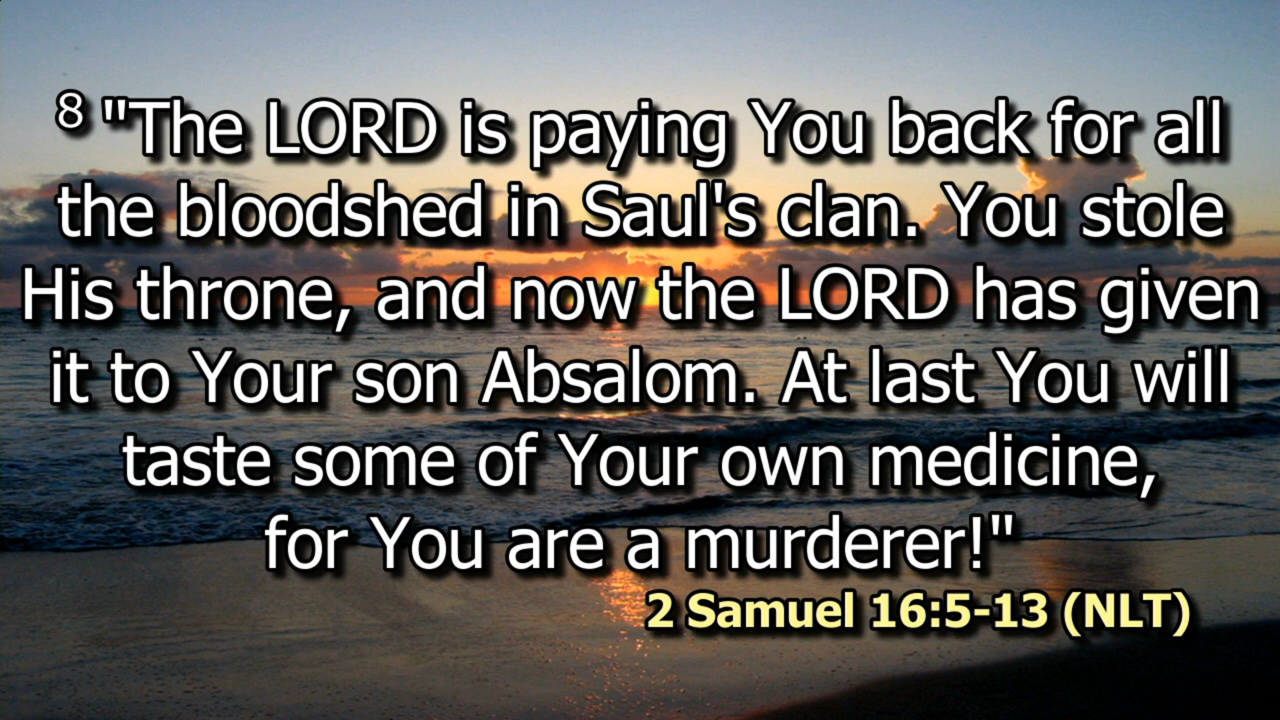 8 "The LORD is paying You back for all
the bloodshed in Saul's clan. You stole
His throne, and now the LORD has given
it to Your son Absalom. At last You will
taste some of Your own medicine,
for You are a murderer!"
2 Samuel 16:5-13 (NLT)